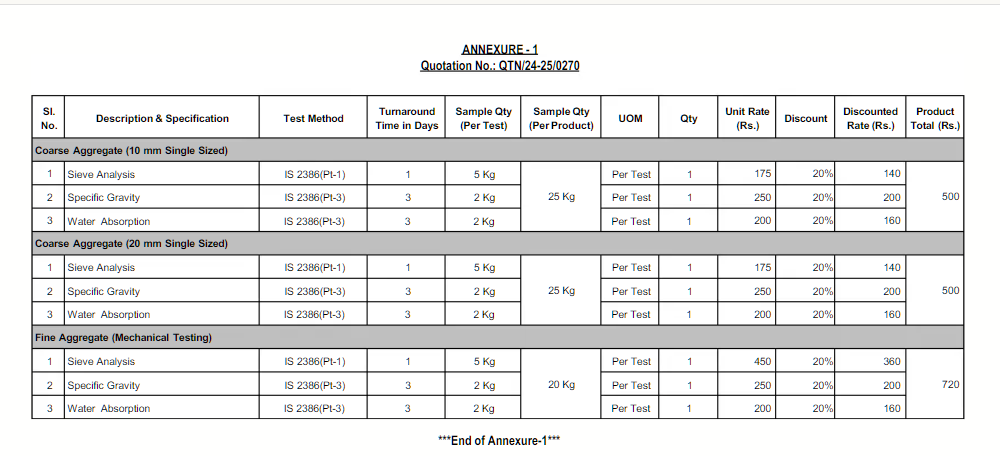 ANNEXURE - 1
Quotation No.: QTN/24-25/0270
Sl. No. Description & Specification Test Method Turnaround Time in Days Sample Qty (Per Test) Sample Qty (Per Product) UOM Qty Unit Rate (Rs.) Discount Discounted Rate (Rs.) Product Total (Rs.)
Coarse Aggregate (10 mm Single Sized)
1 Sieve Analysis IS 2386(Pt-1) 1 5 Kg Per Test 1 175 20% 140
2 Specific Gravity IS 2386(Pt-3) 3 2 Kg 25 Kg Per Test 1 250 20% 200 500
3 Water Absorption IS 2386(Pt-3) 3 2 Kg Per Test 1 200 20% 160
Coarse Aggregate (20 mm Single Sized)
1 Sieve Analysis IS 2386(Pt-1) 1 5 Kg Per Test 1 175 20% 140
2 Specific Gravity IS 2386(Pt-3) 3 2 Kg 25 Kg Per Test 1 250 20% 200 500
3 Water Absorption IS 2386(Pt-3) 3 2 Kg Per Test 1 200 20% 160
Fine Aggregate (Mechanical Testing)
1 Sieve Analysis IS 2386(Pt-1) 1 5 Kg Per Test 1 450 20% 360
2 Specific Gravity IS 2386(Pt-3) 3 2 Kg 20 Kg Per Test 1 250 20% 200 720
3 Water Absorption IS 2386(Pt-3) 3 2 Kg Per Test 1 200 20% 160
***End of Annexure-1***